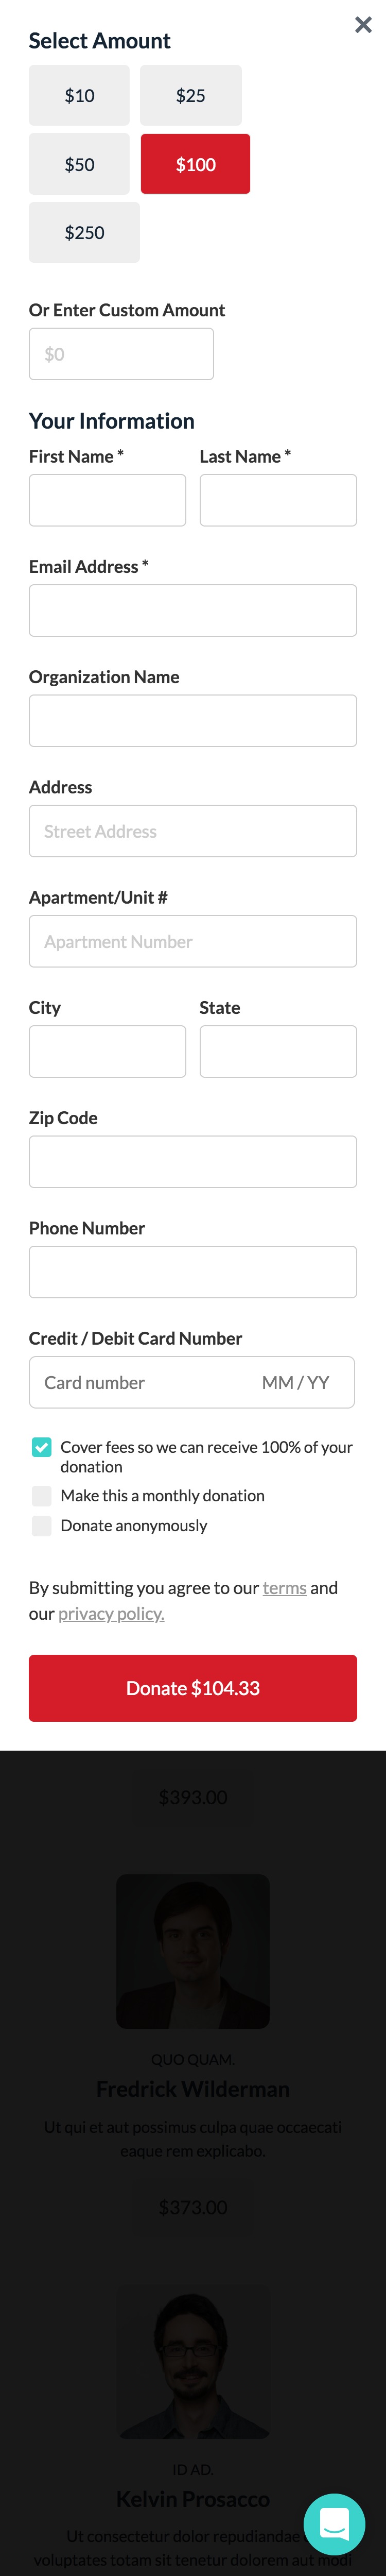 Select Amount
$10
$25
$50
$100
$250
Or Enter Custom Amount
$0
Your Information
First Name *
Last Name *
Email Address *
Organization Name
Address
Street Address
Apartment/Unit #
Apartment Number
City
State
Zip Code
Phone Number
Credit / Debit Card Number
Card number MM / YY
Cover fees so we can receive 100% of your
donation
Make this a monthly donation
Donate anonymously
By submitting you agree to our terms and
our privacy policy.
Donate $104.33
$393.00
QUO QUAM.
Fredrick Wilderman
Ut qui et aut possimus culpa quae occaecati
eaque rem explicabo.
$373.00
ID AD.
Kelvin Prosacco
Ut consectetur dolor repudiandae
voluptates totam sit tenetur dolorem aut modi